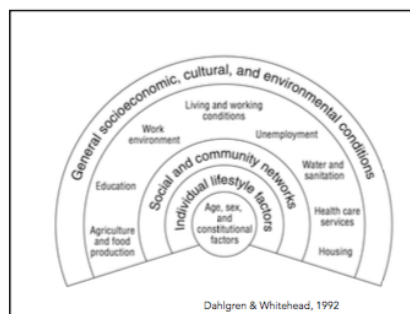 General socioeconomic, cultural, and environmental conditions
Living and working
conditions
Work
environment
Unemployment
Education
Water and
sanitation
Agriculture
and food
production
Health care
services
Housing
Social and community networks
Individual lifestyle factors
Age, sex,
and
constitutional
factors
Dahlgren & Whitehead, 1992